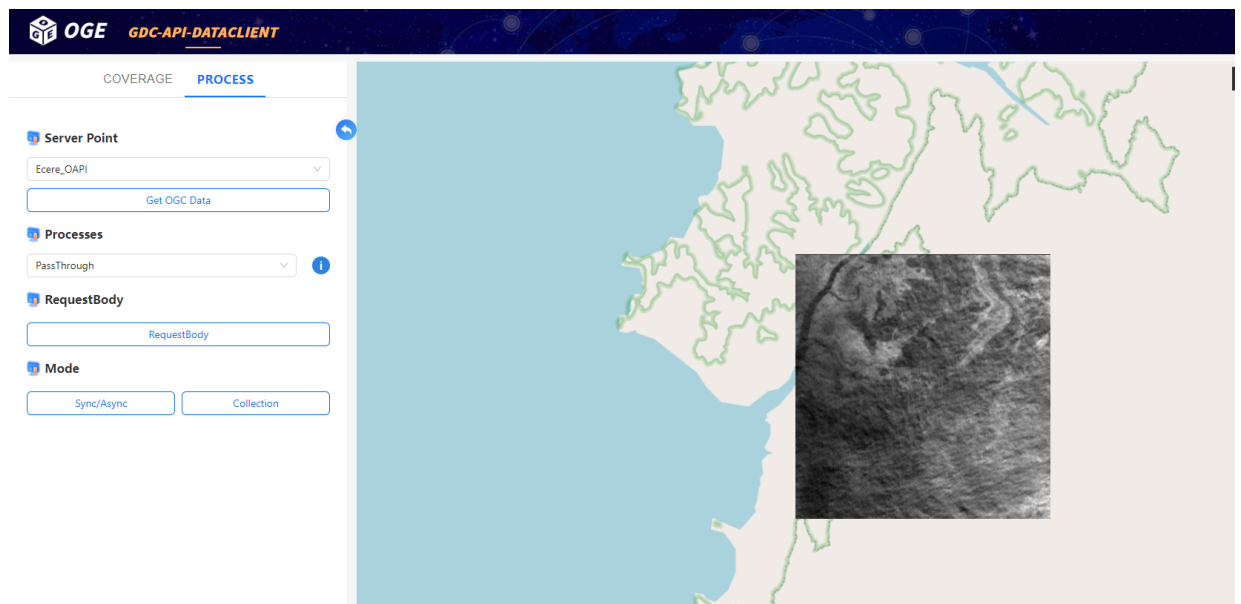 OGE GDC-API-DATACLIENT
COVERAGE PROCESS
Server Point
Ecere_OAPI
Get OGC Data
Processes
PassThrough
i
RequestBody
RequestBody
Mode
Sync/Async Collection